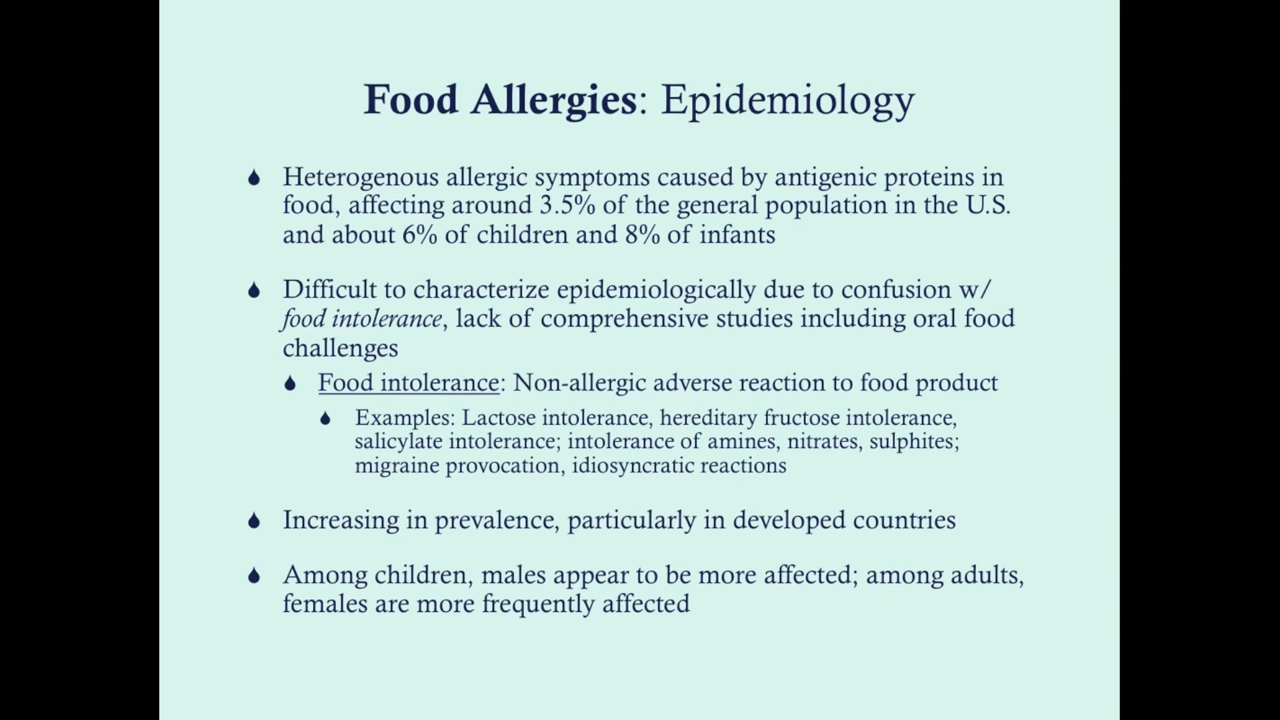 Food Allergies: Epidemiology
Heterogenous allergic symptoms caused by antigenic proteins in
food, affecting around 3.5% of the general population in the U.S.
and about 6% of children and 8% of infants
Difficult to characterize epidemiologically due to confusion w/
food intolerance, lack of comprehensive studies including oral food
challenges
Food intolerance: Non-allergic adverse reaction to food product
Examples: Lactose intolerance, hereditary fructose intolerance,
salicylate intolerance; intolerance of amines, nitrates, sulphites;
migraine provocation, idiosyncratic reactions
Increasing in prevalence, particularly in developed countries
Among children, males appear to be more affected; among adults,
females are more frequently affected